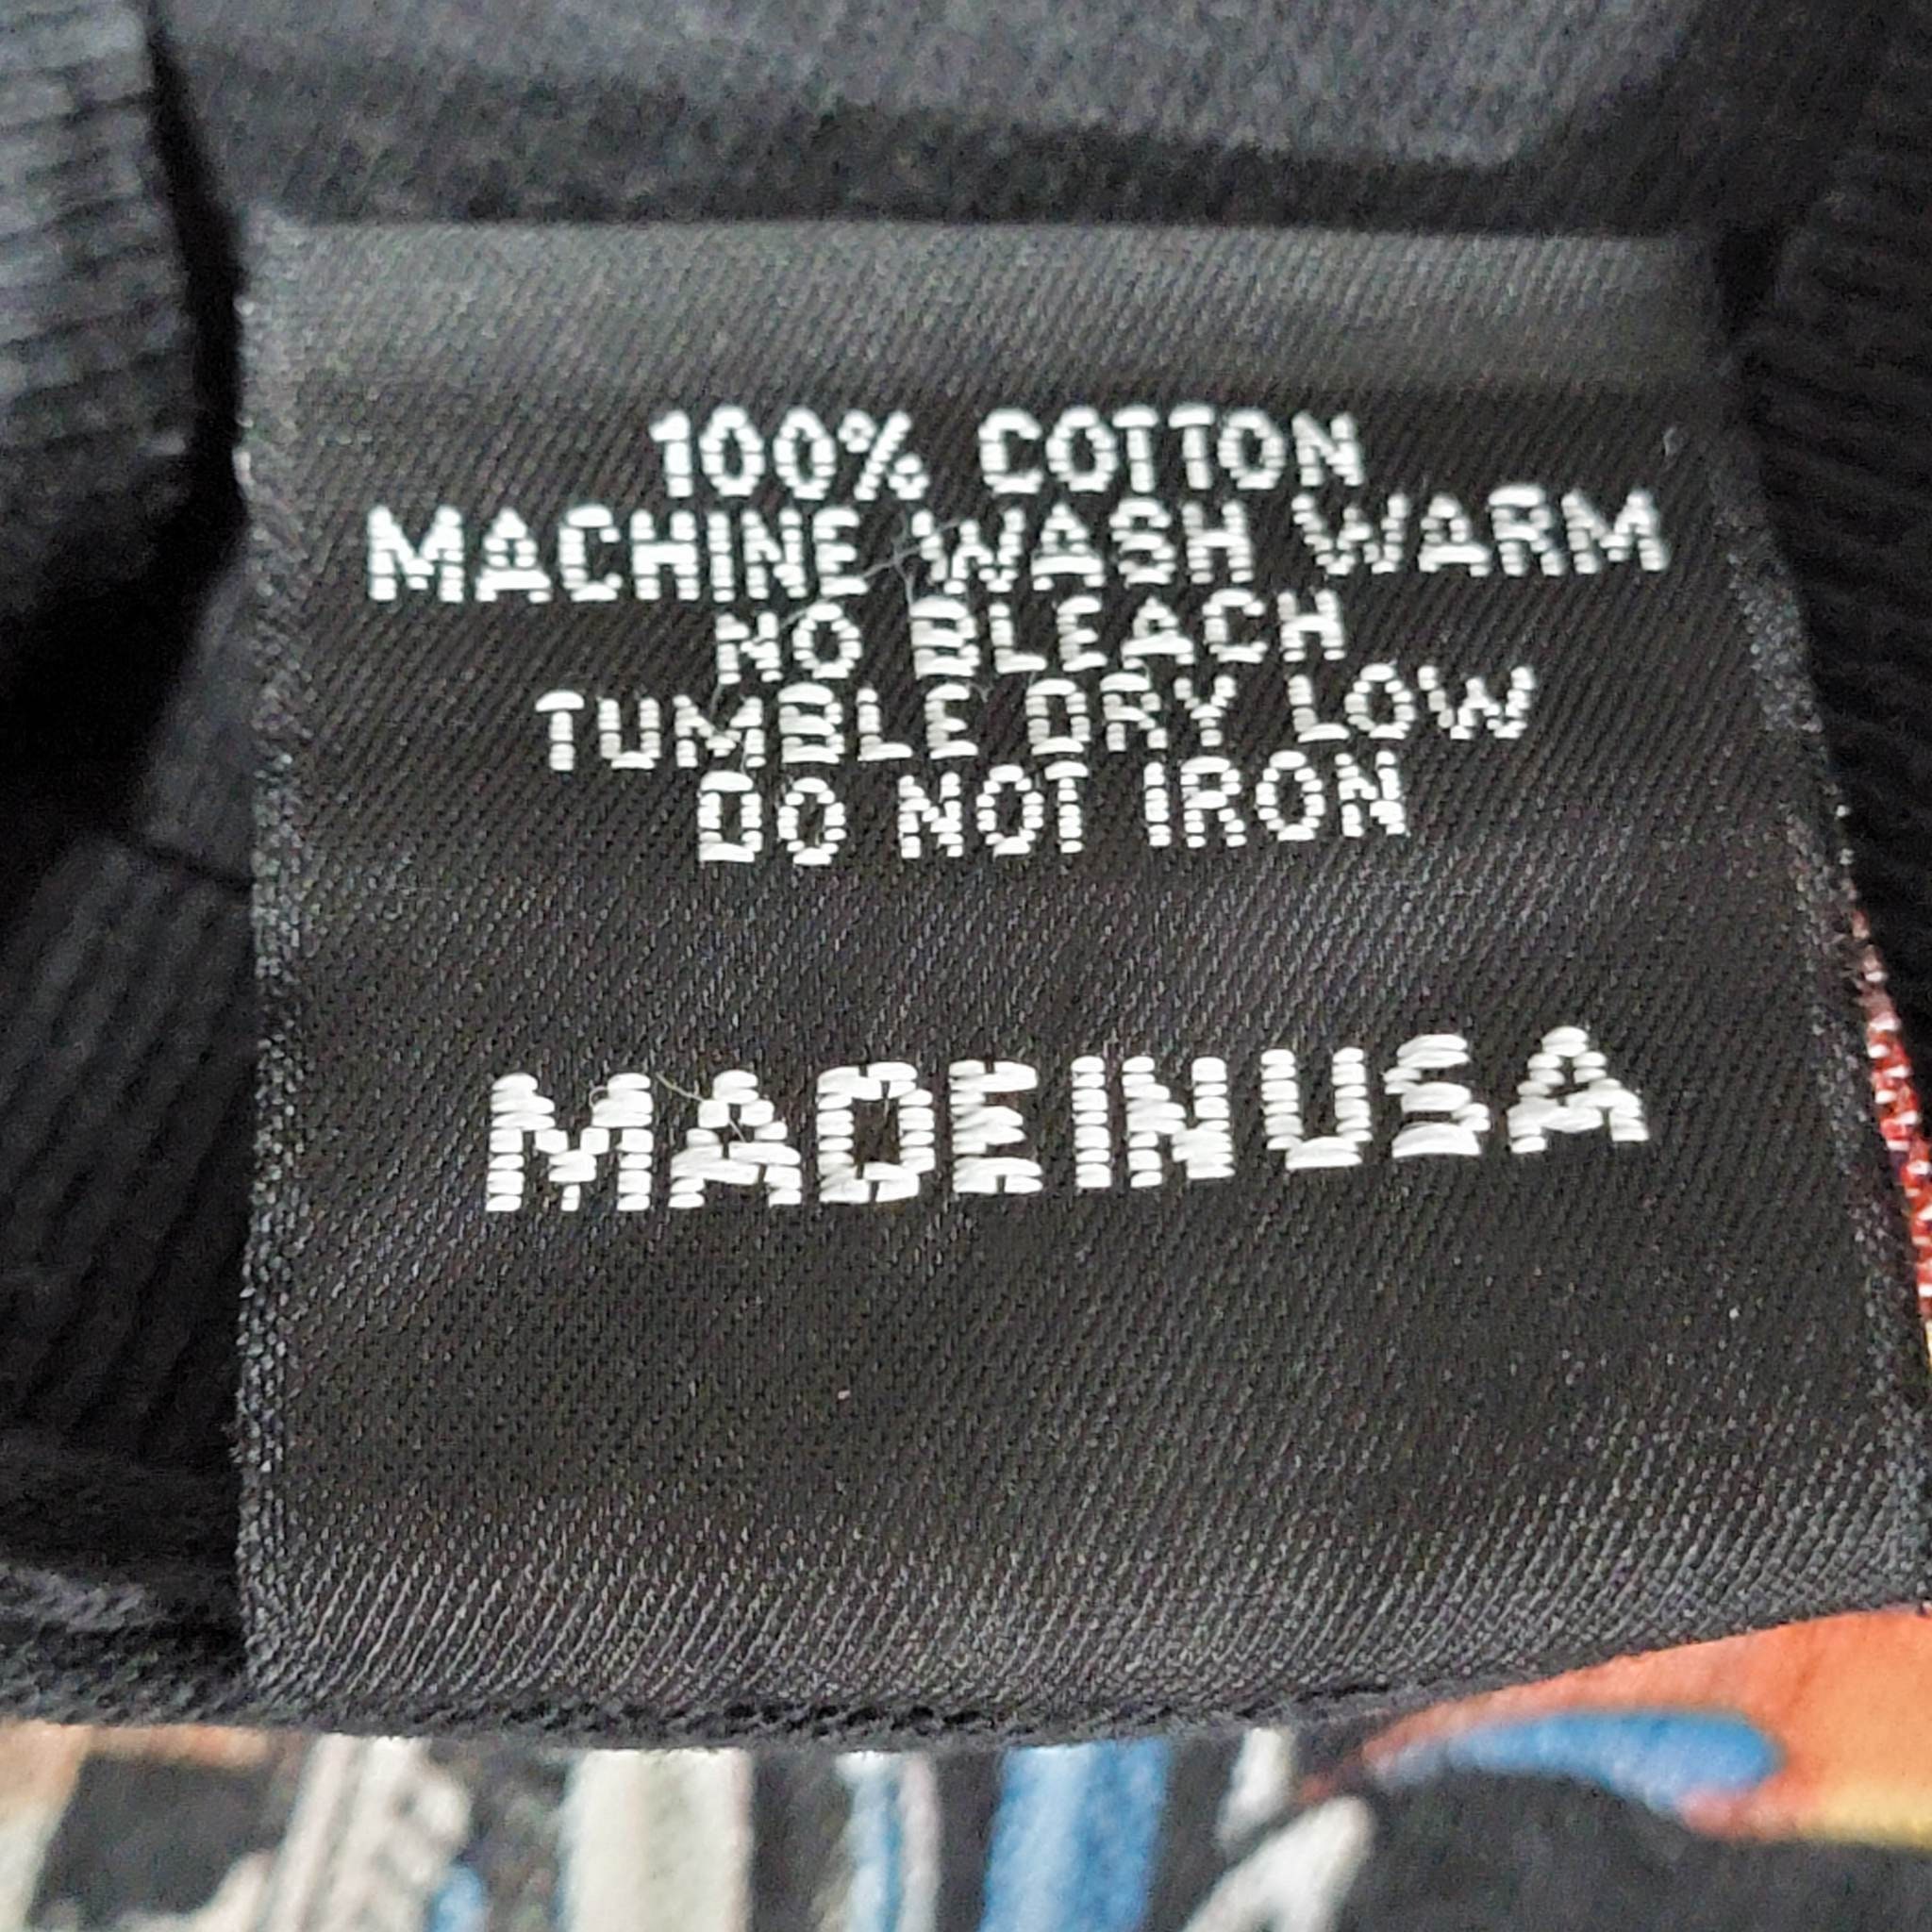 100% COTTON
MACHINE WASH WARM
NO BLEACH
TUMBLE DRY LOW
DO NOT IRON
MADE IN USA